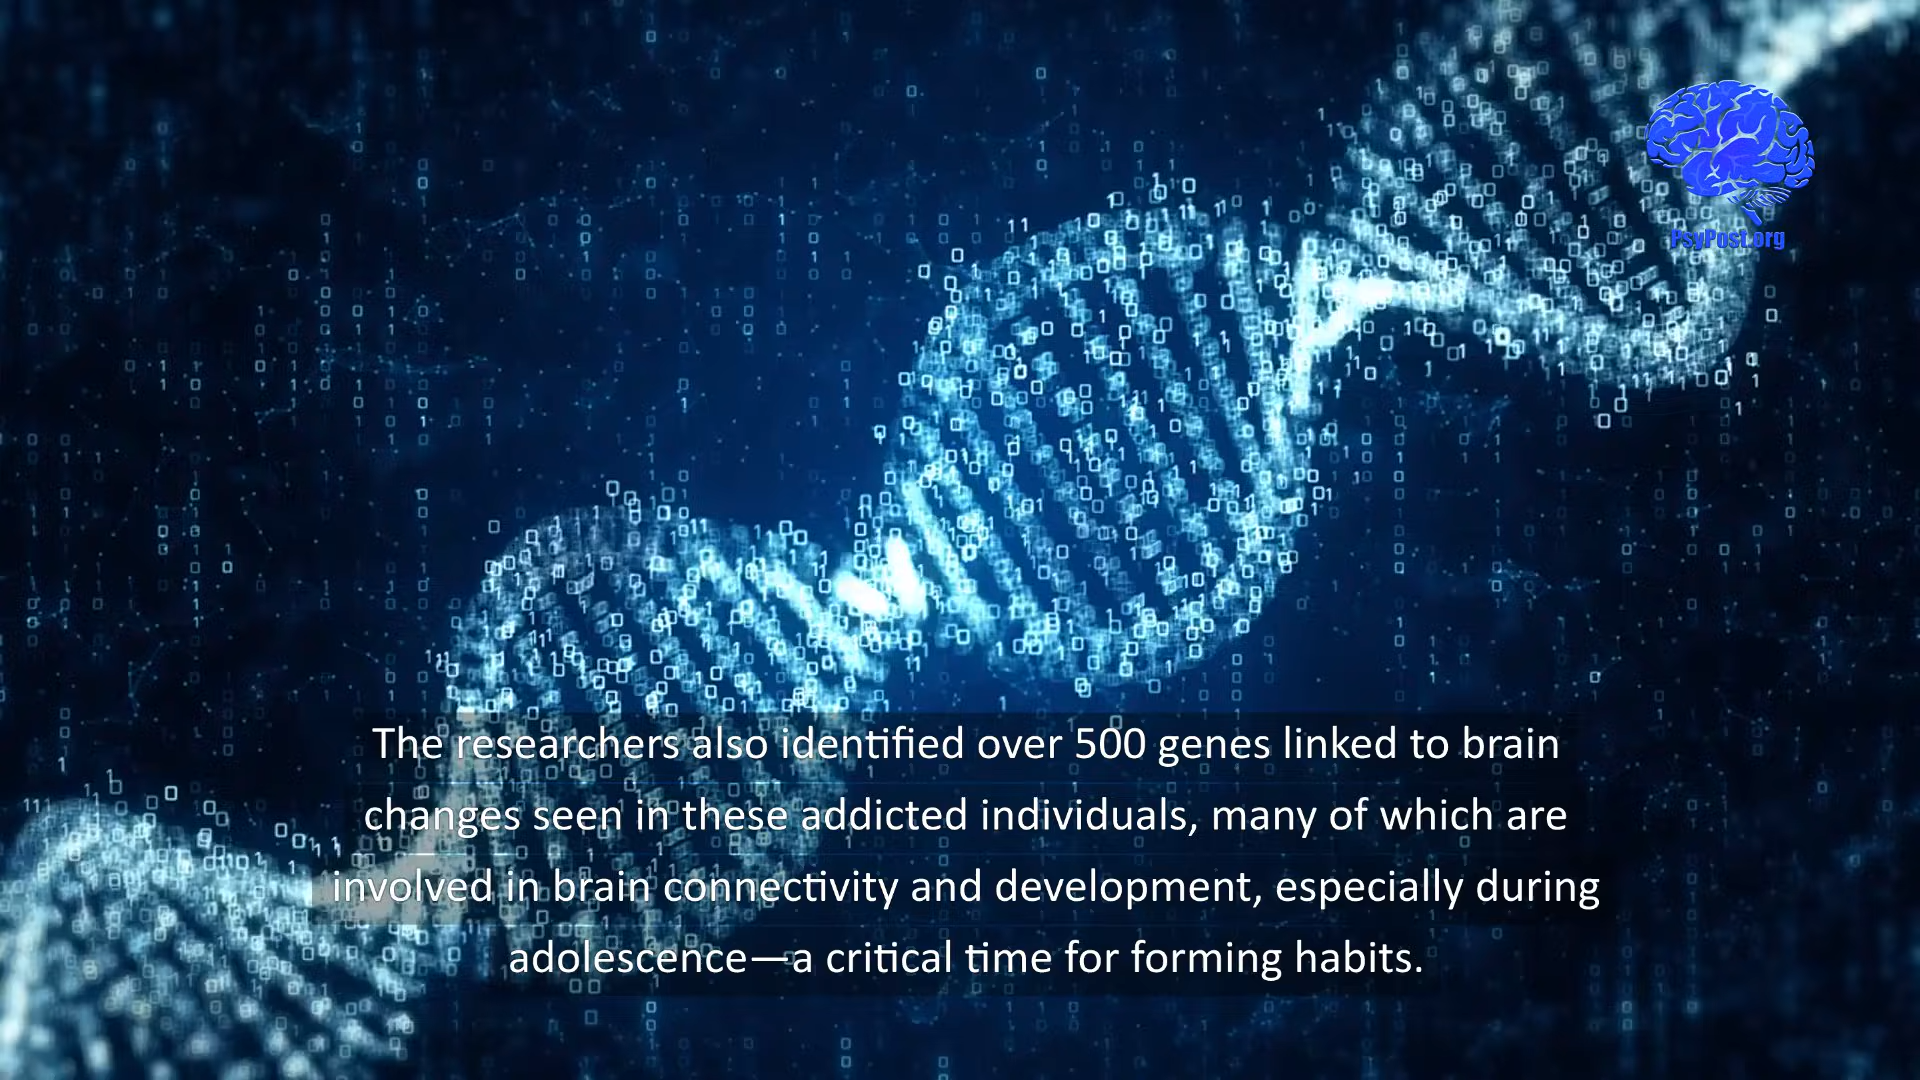 PsyPost.org
The researchers also identified over 500 genes linked to brain
changes seen in these addicted individuals, many of which are
involved in brain connectivity and development, especially during
adolescence—a critical time for forming habits.